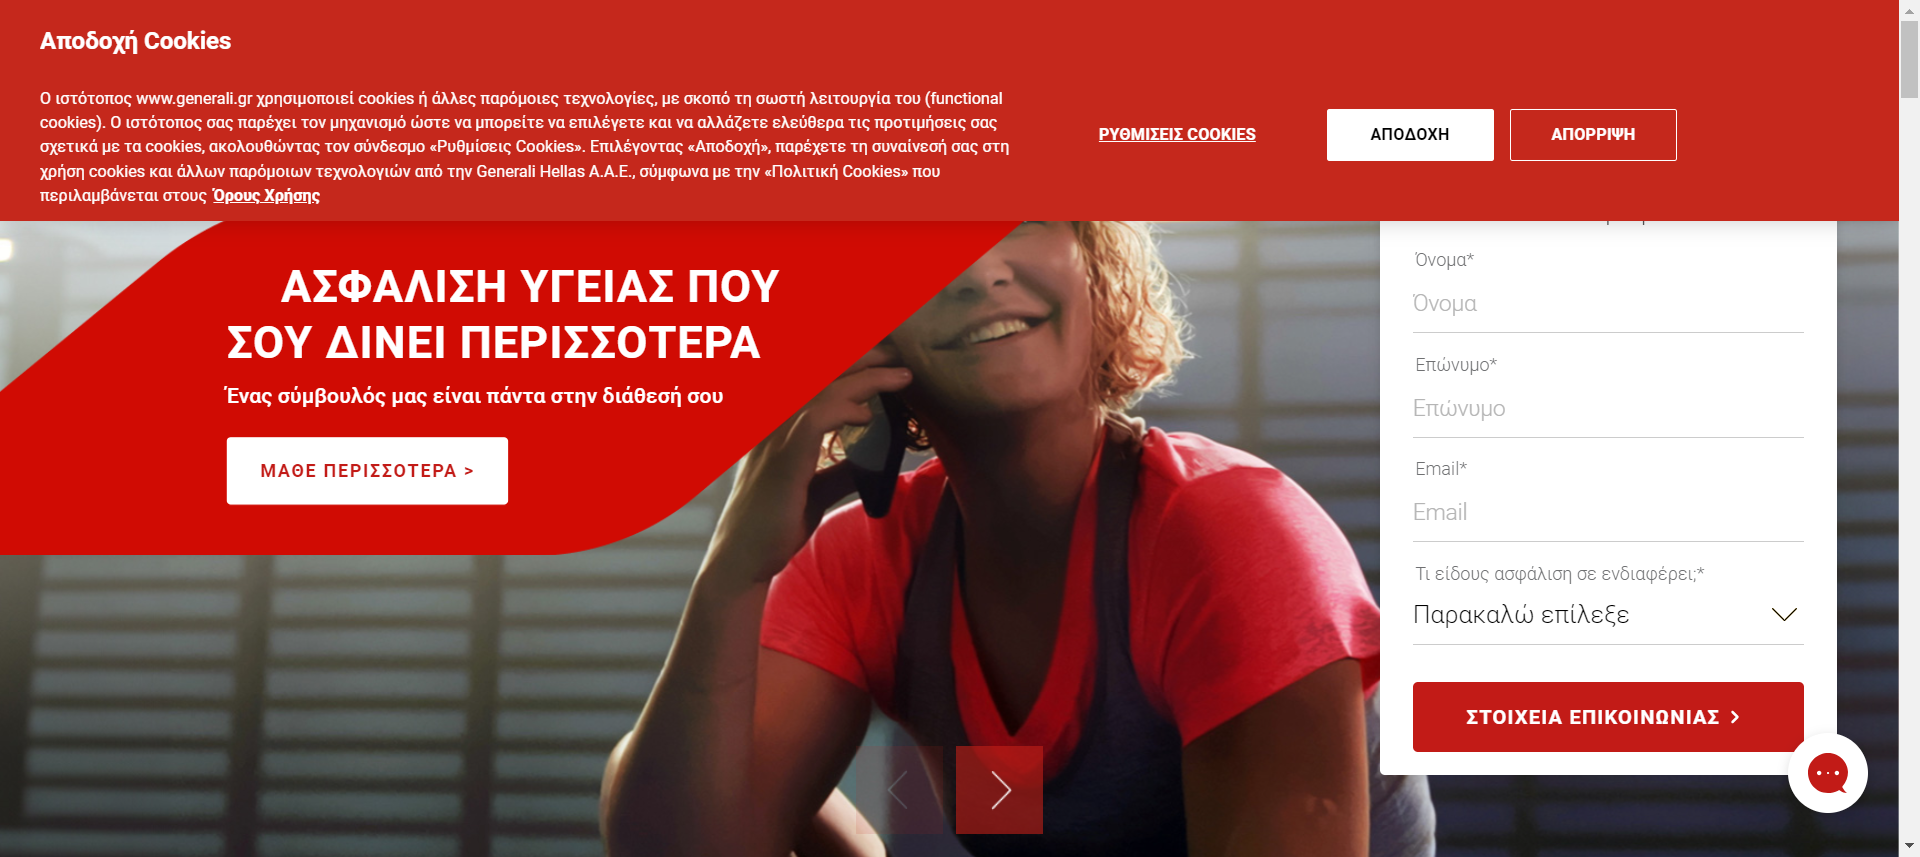 Αποδοχή Cookies
Ο ιστότοπος www.generali.gr χρησιμοποιεί cookies ή άλλες παρόμοιες τεχνολογίες, με σκοπό τη σωστή λειτουργία του (functional
cookies). Ο ιστότοπος σας παρέχει τον μηχανισμό ώστε να μπορείτε να επιλέγετε και να αλλάζετε ελεύθερα τις προτιμήσεις σας
σχετικά με τα cookies, ακολουθώντας τον σύνδεσμο «Ρυθμίσεις Cookies». Επιλέγοντας «Αποδοχή», παρέχετε τη συναίνεσή σας στη
χρήση cookies και άλλων παρόμοιων τεχνολογιών από την Generali Hellas A.A.E., σύμφωνα με την «Πολιτική Cookies» που
περιλαμβάνεται στους Όρους Χρήσης
ΡΥΘΜΙΣΕΙΣ COOKIES
ΑΠΟΔΟΧΗ
ΑΠΟΡΡΙΨΗ
ΑΣΦΑΛΙΣΗ ΥΓΕΙΑΣ ΠΟΥ
ΣΟΥ ΔΙΝΕΙ ΠΕΡΙΣΣΟΤΕΡΑ
Ένας σύμβουλός μας είναι πάντα στην διάθεσή σου
ΜΑΘΕ ΠΕΡΙΣΣΟΤΕΡΑ >
Όνομα*
Όνομα
Επώνυμο*
Επώνυμο
Email*
Email
Τι είδους ασφάλιση σε ενδιαφέρει;*
Παρακαλώ επίλεξε
ΣΤΟΙΧΕΙΑ ΕΠΙΚΟΙΝΩΝΙΑΣ >